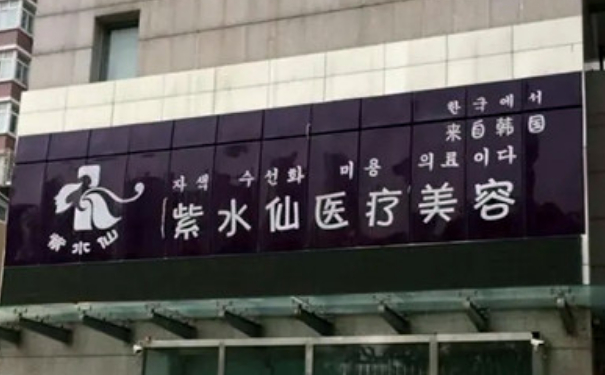 한국에서
来自韩国
자색 수선화 미용 의료이다
紫水仙医疗美容
紫水仙